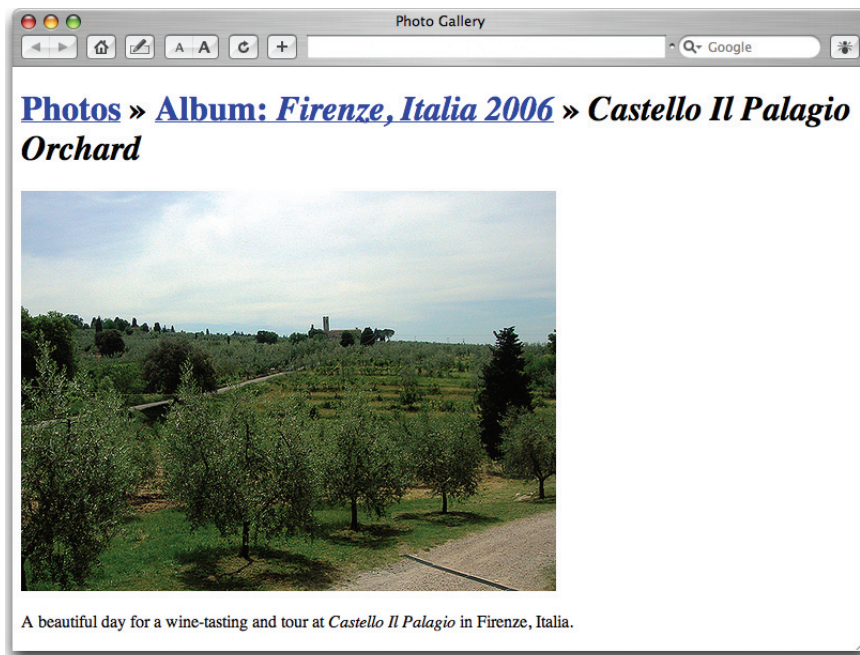 Photo Gallery
A A
Google
Photos » Album: Firenze, Italia 2006 » Castello Il Palagio
Orchard
A beautiful day for a wine-tasting and tour at Castello Il Palagio in Firenze, Italia.